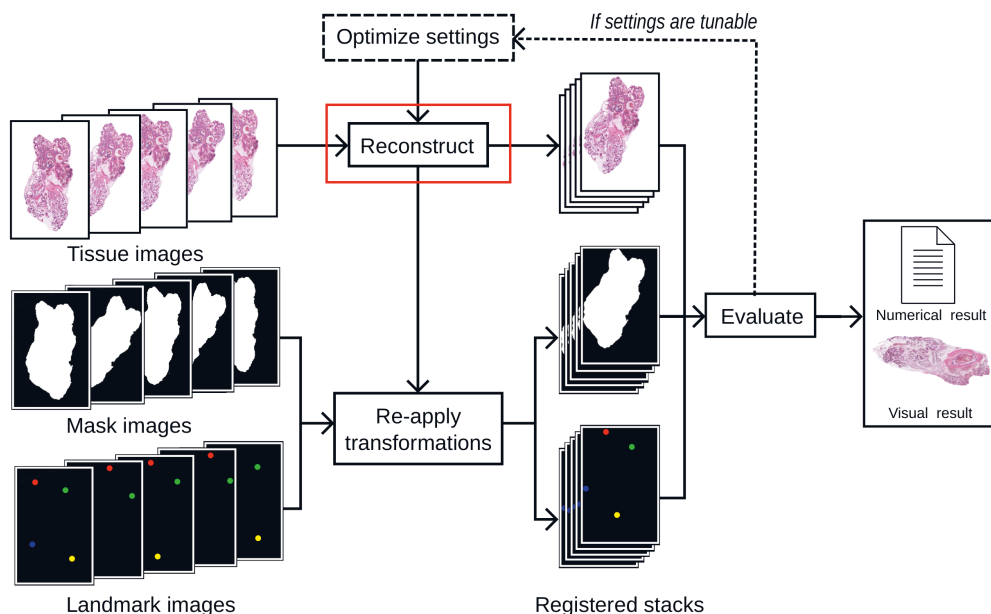 If settings are tunable
Optimize settings
Reconstruct
Tissue images
Evaluate
Numerical result
Mask images
Re-apply
transformations
Visual result
Landmark images
Registered stacks